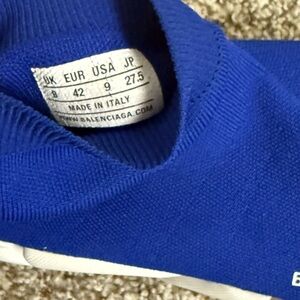 UK EUR USA JP
8 42 9 27.5
MADE IN ITALY
WWW.BALENCIAGA.COM